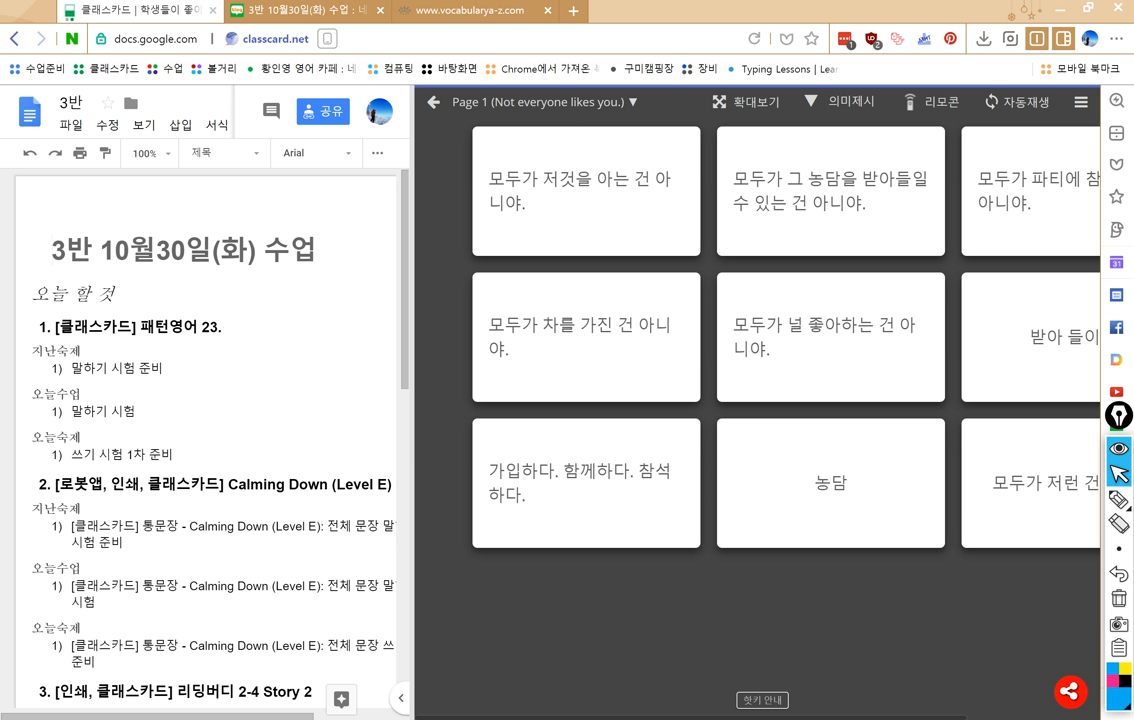 클래스카드 | 학생들이 좋아
3반 10월30일(화) 수업 : 네
www.vocabularya-z.com
docs.google.com | classcard.net
수업준비 클래스카드 수업 볼거리 황인영 영어 카페 : 네 컴퓨팅 바탕화면 Chrome에서 가져온 구미캠핑장 장비 Typing Lessons | Lear 모바일 북마크
3반
파일 수정 보기 삽입 서식
공유
100% 제목 Arial
3반 10월30일(화) 수업
오늘 할 것
1. [클래스카드] 패턴영어 23.
지난숙제
1) 말하기 시험 준비
오늘수업
1) 말하기 시험
오늘숙제
1) 쓰기 시험 1차 준비
2. [로봇앱, 인쇄, 클래스카드] Calming Down (Level E)
지난숙제
1) [클래스카드] 통문장 - Calming Down (Level E): 전체 문장 말
시험 준비
오늘수업
1) [클래스카드] 통문장 - Calming Down (Level E): 전체 문장 말
시험
오늘숙제
1) [클래스카드] 통문장 - Calming Down (Level E): 전체 문장 쓰
준비
3. [인쇄, 클래스카드] 리딩버디 2-4 Story 2
Page 1 (Not everyone likes you.) ▼
확대보기 의미제시 리모콘 자동재생
모두가 저것을 아는 건 아
니야.
모두가 그 농담을 받아들일
수 있는 건 아니야.
모두가 파티에 참
아니야.
모두가 차를 가진 건 아니
야.
모두가 널 좋아하는 건 아
니야.
받아 들이
가입하다. 함께하다. 참석
하다.
농담
모두가 저런 건
핫키 안내